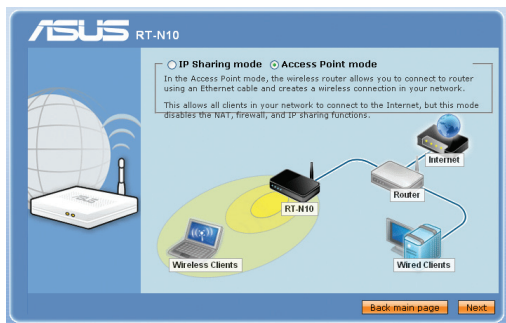 ASUS RT-N10
IP Sharing mode Access Point mode
In the Access Point mode, the wireless router allows you to connect to router
using an Ethernet cable and creates a wireless connection in your network.
This allows all clients in your network to connect to the Internet, but this mode
disables the NAT, firewall, and IP sharing functions.
Internet
Router
RT-N10
Wireless Clients
Wired Clients
Back main page Next